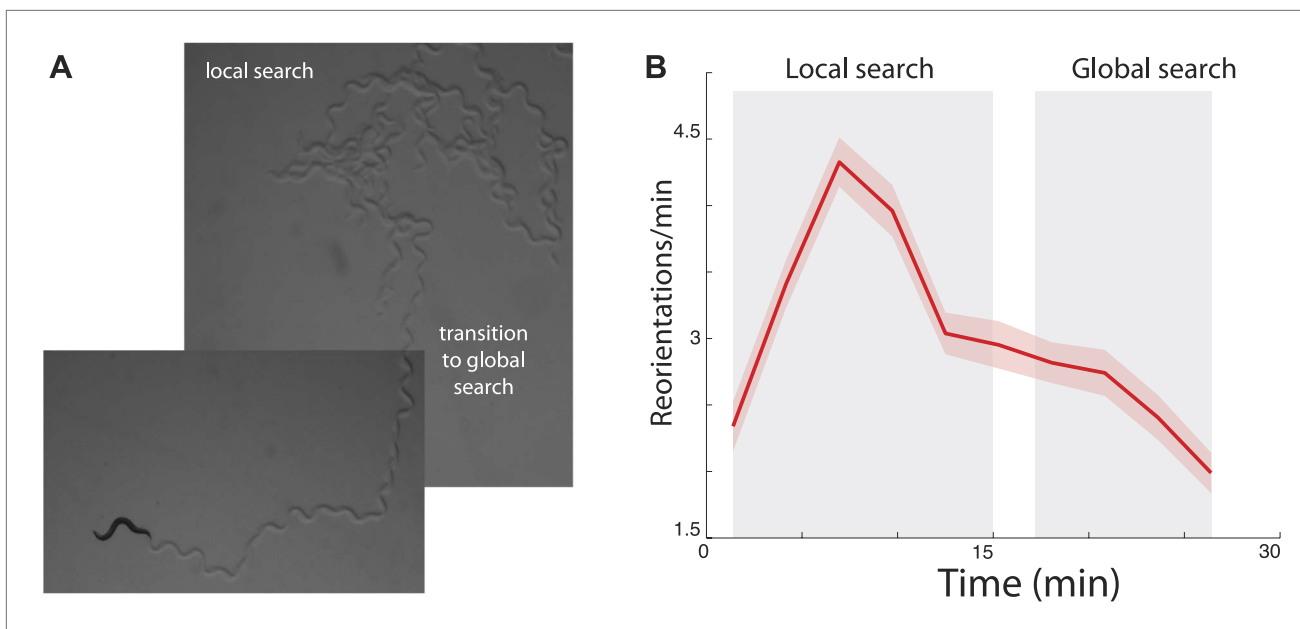 A
local search
transition
to global
search
B
Local search
Global search
Reorientations/min
4.5
3
1.5
0
15
30
Time (min)